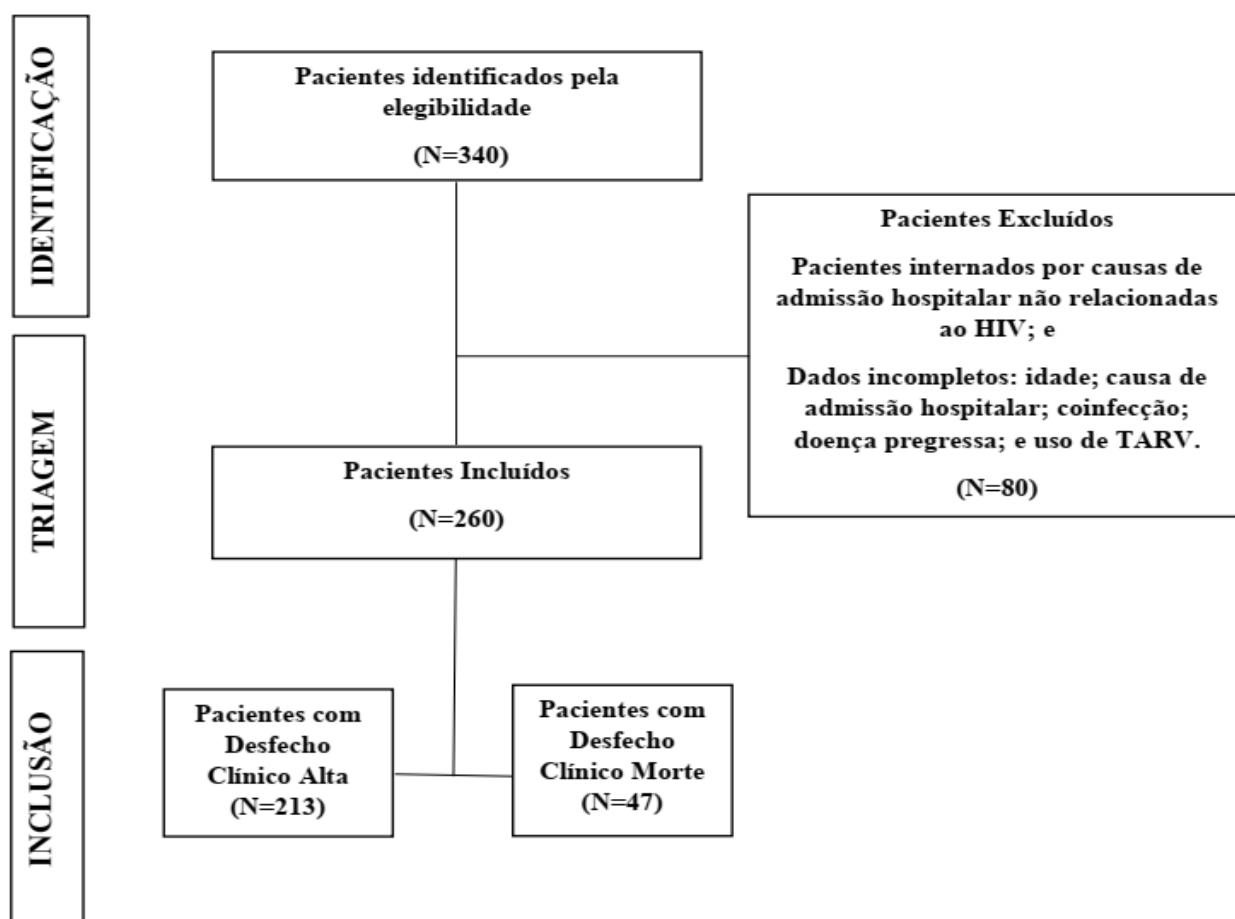 IDENTIFICAÇÃO
Pacientes identificados pela
elegibilidade
(N=340)
Pacientes Excluídos
Pacientes internados por causas de
admissão hospitalar não relacionadas
ao HIV; e
Dados incompletos: idade; causa de
admissão hospitalar; coinfecção;
doença pregressa; e uso de TARV.
(N=80)
TRIAGEM
Pacientes Incluídos
(N=260)
INCLUSÃO
Pacientes com
Desfecho
Clínico Alta
(N=213)
Pacientes com
Desfecho
Clínico Morte
(N=47)